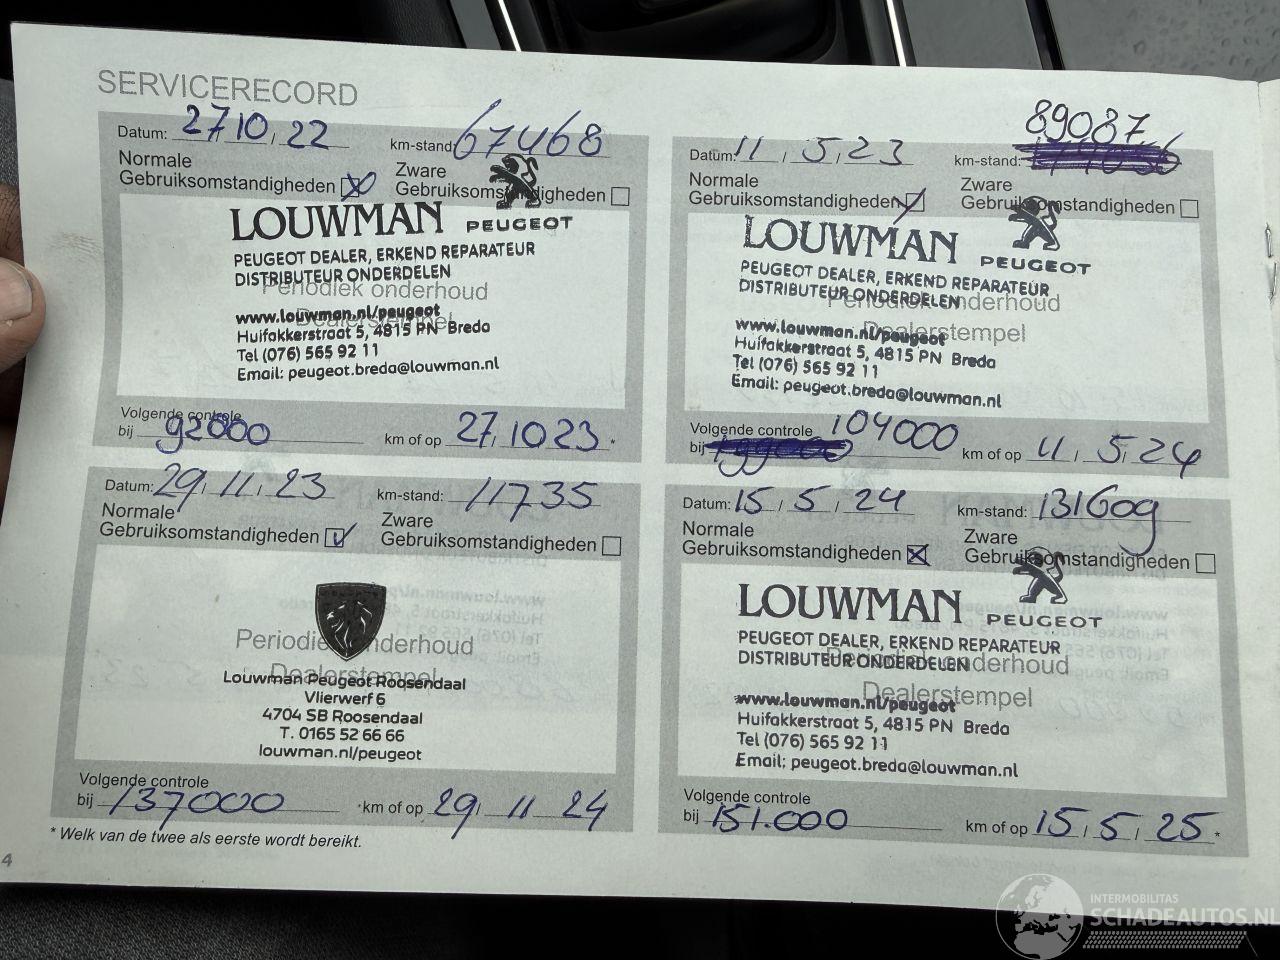 SERVICERECORD
Datum: 27 10 , 22 km-stand: 67468
Normale
Gebruiksomstandigheden
Zware
Gebruiksomstandigheden
LOUWMAN PEUGEOT
PEUGEOT DEALER, ERKEND REPARATEUR
DISTRIBUTEUR ONDERDELEN
Periodiek onderhoud
Dealerstempel
www.louwman.nl/peugeot
Huifakkerstraat 5, 4815 PN Breda
Tel (076) 565 92 11
Email: peugeot.breda@louwman.nl
Volgende controle
bij 92000 km of op 27, 10 23 *
Datum: 11 , 5, 23 km-stand: 89087
Normale
Gebruiksomstandigheden
Zware
Gebruiksomstandigheden
LOUWMAN PEUGEOT
PEUGEOT DEALER, ERKEND REPARATEUR
DISTRIBUTEUR ONDERDELEN
Periodiek onderhoud
Dealerstempel
www.louwman.nl/peugeot
Huifakkerstraat 5, 4815 PN Breda
Tel (076) 565 92 11
Email: peugeot.breda@louwman.nl
Volgende controle 104000
bij km of op 11, 5, 24
Datum: 29, 11, 23 km-stand: 11735
Normale
Gebruiksomstandigheden
Zware
Gebruiksomstandigheden
Periodiek onderhoud
Dealerstempel
Louwman Peugeot Roosendaal
Vlierwerf 6
4704 SB Roosendaal
T. 0165 52 66 66
louwman.nl/peugeot
Volgende controle
bij 137000 km of op 29, 11 24
Datum: 15 , 5 , 24 km-stand: 131609
Normale
Gebruiksomstandigheden
Zware
Gebruiksomstandigheden
LOUWMAN PEUGEOT
PEUGEOT DEALER, ERKEND REPARATEUR
DISTRIBUTEUR ONDERDELEN
Periodiek onderhoud
Dealerstempel
www.louwman.nl/peugeot
Huifakkerstraat 5, 4815 PN Breda
Tel (076) 565 92 11
Email: peugeot.breda@louwman.nl
Volgende controle
bij 151.000 km of op 15, 5, 25 *
* Welk van de twee als eerste wordt bereikt.
4
INTERMOBILITAS
SCHADEAUTOS.NL